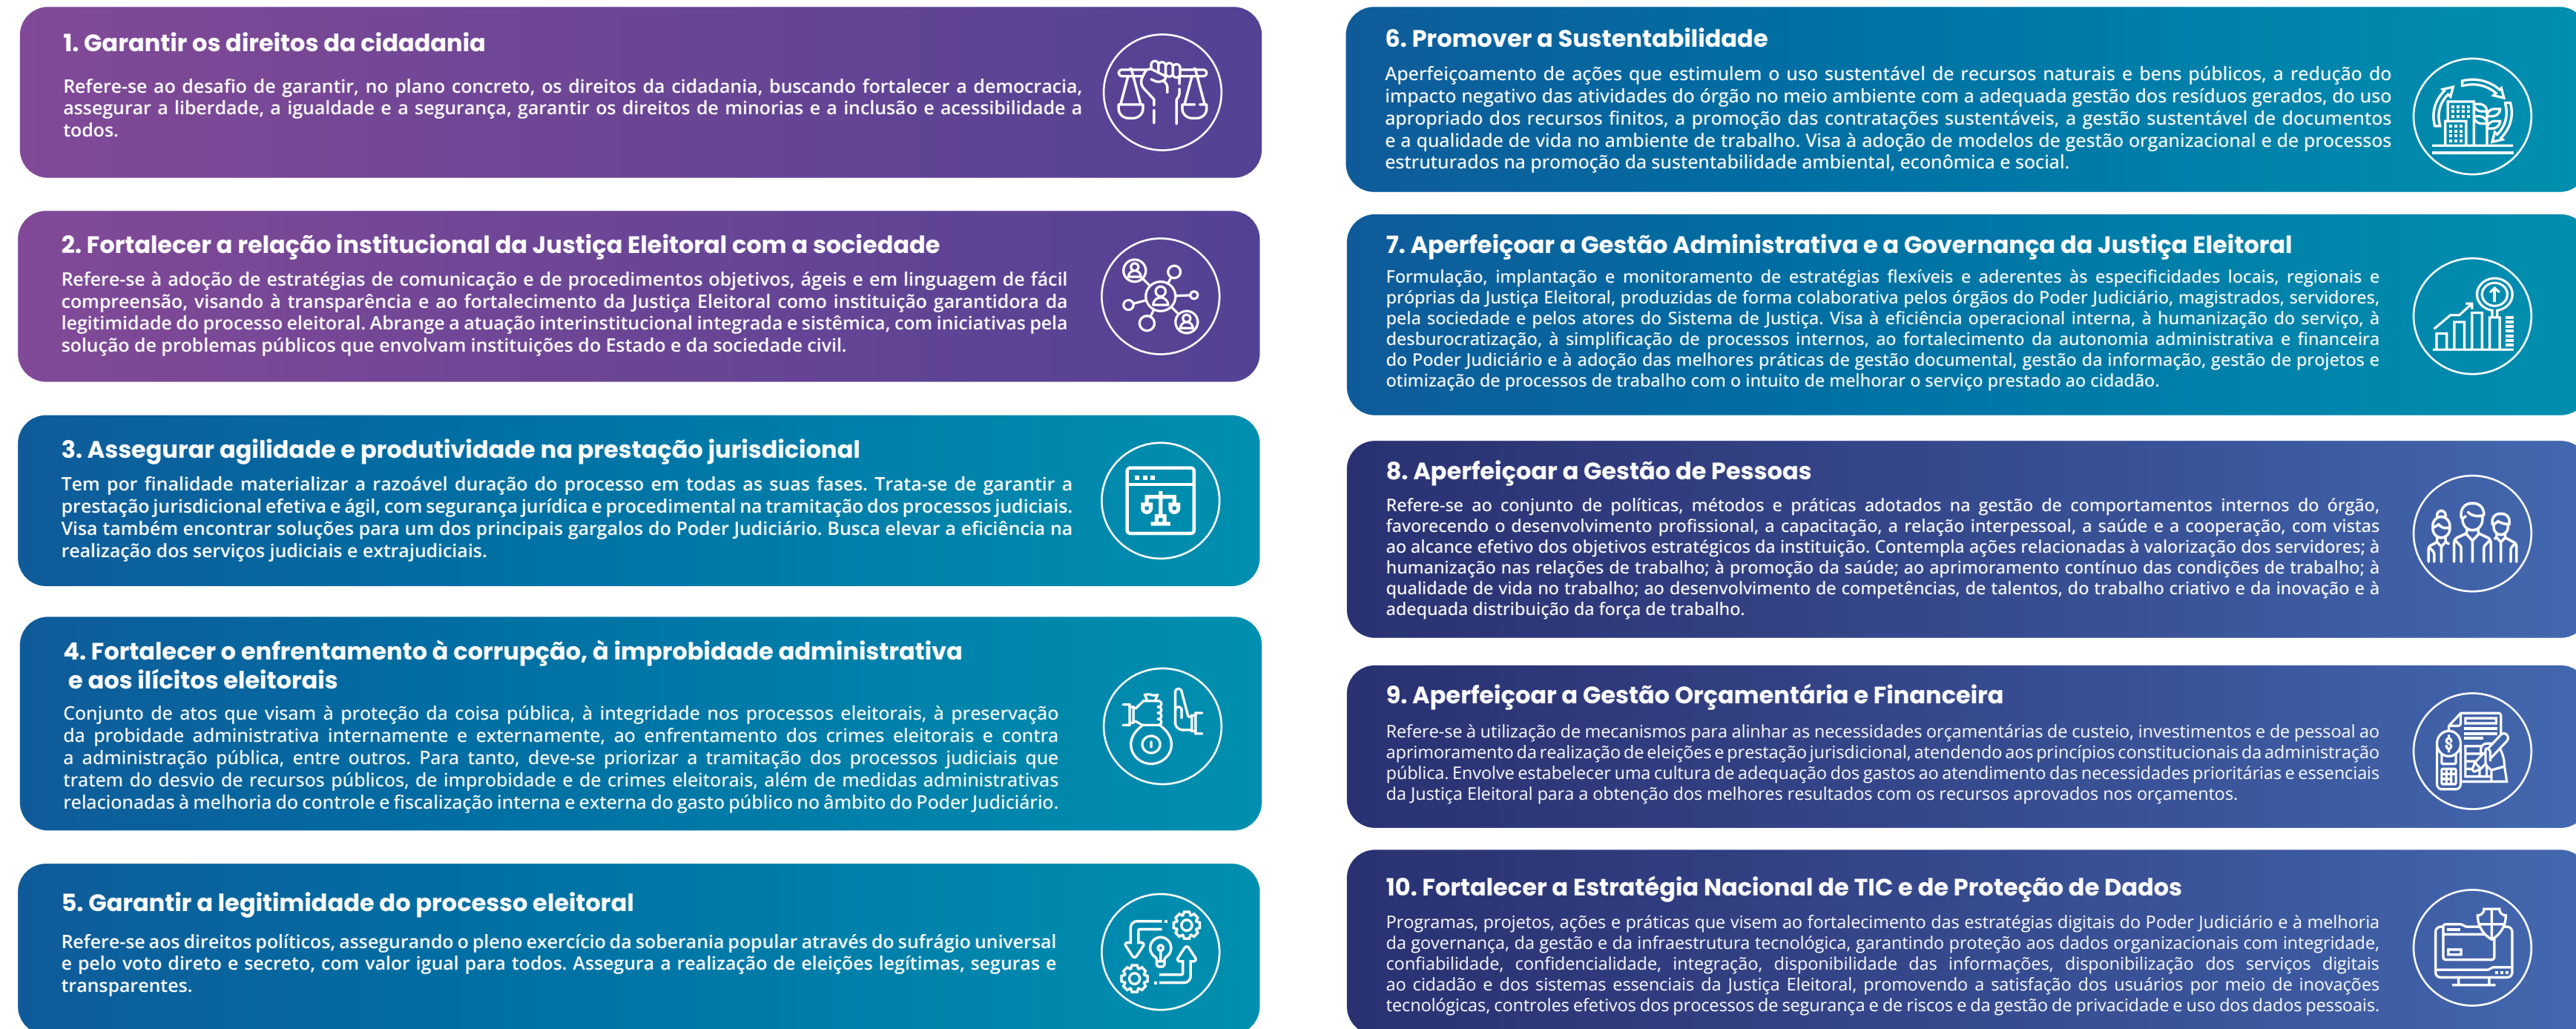 1. Garantir os direitos da cidadania
Refere-se ao desafio de garantir, no plano concreto, os direitos da cidadania, buscando fortalecer a democracia,
assegurar a liberdade, a igualdade e a segurança, garantir os direitos de minorias e a inclusão e acessibilidade a
todos.
2. Fortalecer a relação institucional da Justiça Eleitoral com a sociedade
Refere-se à adoção de estratégias de comunicação e de procedimentos objetivos, ágeis e em linguagem de fácil
compreensão, visando à transparência e ao fortalecimento da Justiça Eleitoral como instituição garantidora da
legitimidade do processo eleitoral. Abrange a atuação interinstitucional integrada e sistêmica, com iniciativas pela
solução de problemas públicos que envolvam instituições do Estado e da sociedade civil.
3. Assegurar agilidade e produtividade na prestação jurisdicional
Tem por finalidade materializar a razoável duração do processo em todas as suas fases. Trata-se de garantir a
prestação jurisdicional efetiva e ágil, com segurança jurídica e procedimental na tramitação dos processos judiciais.
Visa também encontrar soluções para um dos principais gargalos do Poder Judiciário. Busca elevar a eficiência na
realização dos serviços judiciais e extrajudiciais.
4. Fortalecer o enfrentamento à corrupção, à improbidade administrativa
e aos ilícitos eleitorais
Conjunto de atos que visam à proteção da coisa pública, à integridade nos processos eleitorais, à preservação
da probidade administrativa internamente e externamente, ao enfrentamento dos crimes eleitorais e contra
a administração pública, entre outros. Para tanto, deve-se priorizar a tramitação dos processos judiciais que
tratem do desvio de recursos públicos, de improbidade e de crimes eleitorais, além de medidas administrativas
relacionadas à melhoria do controle e fiscalização interna e externa do gasto público no âmbito do Poder Judiciário.
5. Garantir a legitimidade do processo eleitoral
Refere-se aos direitos políticos, assegurando o pleno exercício da soberania popular através do sufrágio universal
e pelo voto direto e secreto, com valor igual para todos. Assegura a realização de eleições legítimas, seguras e
transparentes.
6. Promover a Sustentabilidade
Aperfeiçoamento de ações que estimulem o uso sustentável de recursos naturais e bens públicos, a redução do
impacto negativo das atividades do órgão no meio ambiente com a adequada gestão dos resíduos gerados, do uso
apropriado dos recursos finitos, a promoção das contratações sustentáveis, a gestão sustentável de documentos
e a qualidade de vida no ambiente de trabalho. Visa à adoção de modelos de gestão organizacional e de processos
estruturados na promoção da sustentabilidade ambiental, econômica e social.
7. Aperfeiçoar a Gestão Administrativa e a Governança da Justiça Eleitoral
Formulação, implantação e monitoramento de estratégias flexíveis e aderentes às especificidades locais, regionais e
próprias da Justiça Eleitoral, produzidas de forma colaborativa pelos órgãos do Poder Judiciário, magistrados, servidores,
pela sociedade e pelos atores do Sistema de Justiça. Visa à eficiência operacional interna, à humanização do serviço, à
desburocratização, à simplificação de processos internos, ao fortalecimento da autonomia administrativa e financeira
do Poder Judiciário e à adoção das melhores práticas de gestão documental, gestão da informação, gestão de projetos e
otimização de processos de trabalho com o intuito de melhorar o serviço prestado ao cidadão.
8. Aperfeiçoar a Gestão de Pessoas
Refere-se ao conjunto de políticas, métodos e práticas adotados na gestão de comportamentos internos do órgão,
favorecendo o desenvolvimento profissional, a capacitação, a relação interpessoal, a saúde e a cooperação, com vistas
ao alcance efetivo dos objetivos estratégicos da instituição. Contempla ações relacionadas à valorização dos servidores; à
humanização nas relações de trabalho; à promoção da saúde; ao aprimoramento contínuo das condições de trabalho; à
qualidade de vida no trabalho; ao desenvolvimento de competências, de talentos, do trabalho criativo e da inovação e à
adequada distribuição da força de trabalho.
9. Aperfeiçoar a Gestão Orçamentária e Financeira
Refere-se à utilização de mecanismos para alinhar as necessidades orçamentárias de custeio, investimentos e de pessoal ao
aprimoramento da realização de eleições e prestação jurisdicional, atendendo aos princípios constitucionais da administração
pública. Envolve estabelecer uma cultura de adequação dos gastos ao atendimento das necessidades prioritárias e essenciais
da Justiça Eleitoral para a obtenção dos melhores resultados com os recursos aprovados nos orçamentos.
10. Fortalecer a Estratégia Nacional de TIC e de Proteção de Dados
Programas, projetos, ações e práticas que visem ao fortalecimento das estratégias digitais do Poder Judiciário e à melhoria
da governança, da gestão e da infraestrutura tecnológica, garantindo proteção aos dados organizacionais com integridade,
confiabilidade, confidencialidade, integração, disponibilidade das informações, disponibilização dos serviços digitais
ao cidadão e dos sistemas essenciais da Justiça Eleitoral, promovendo a satisfação dos usuários por meio de inovações
tecnológicas, controles efetivos dos processos de segurança e de riscos e da gestão de privacidade e uso dos dados pessoais.